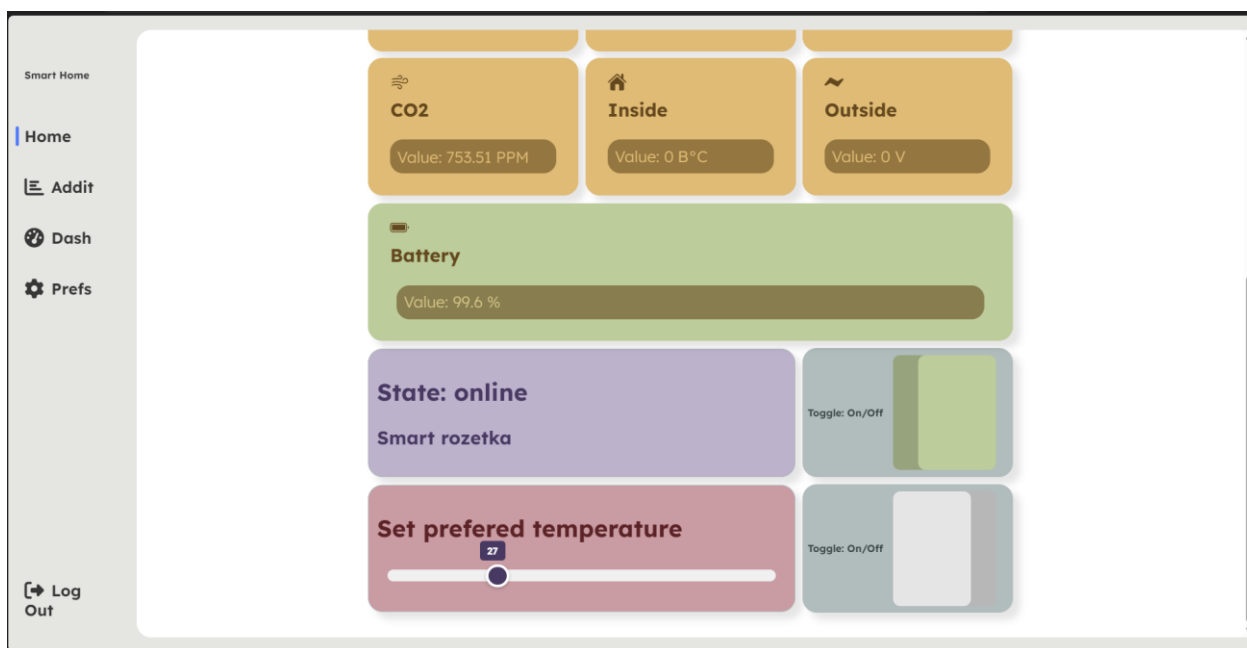 Smart Home
Home
Addit
Dash
Prefs
Log
Out
CO2
Value: 753.51 PPM
Inside
Value: 0 B°C
Outside
Value: 0 V
Battery
Value: 99.6 %
State: online
Smart rozetka
Toggle: On/Off
Set prefered temperature
27
Toggle: On/Off